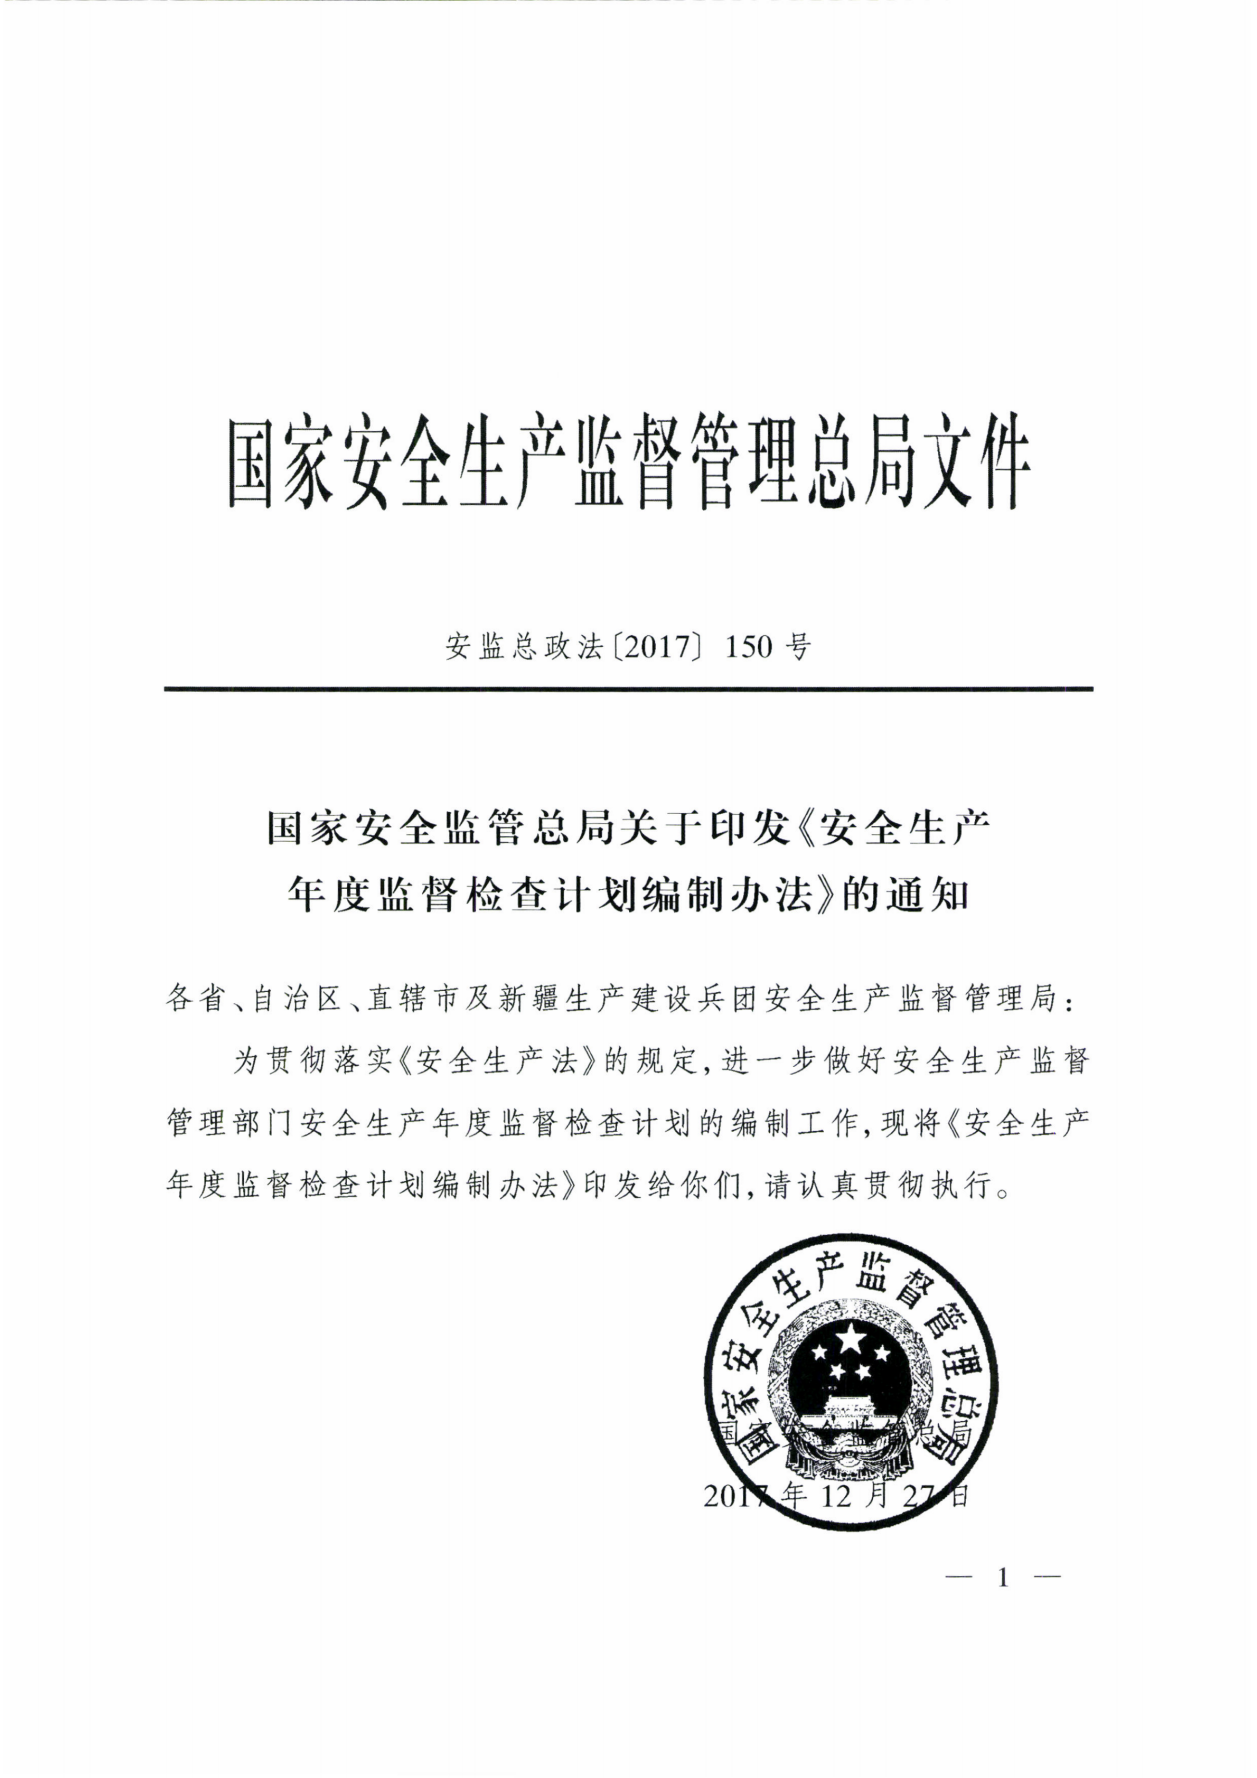 国家安全生产监督管理总局文件
安监总政法〔2017〕150号
国家安全监管总局关于印发《安全生产
年度监督检查计划编制办法》的通知
各省、自治区、直辖市及新疆生产建设兵团安全生产监督管理局:
为贯彻落实《安全生产法》的规定,进一步做好安全生产监督
管理部门安全生产年度监督检查计划的编制工作,现将《安全生产
年度监督检查计划编制办法》印发给你们,请认真贯彻执行。
国家安全生产监督管理总局
国家安全监管总局
2017年12月27日
— 1 —